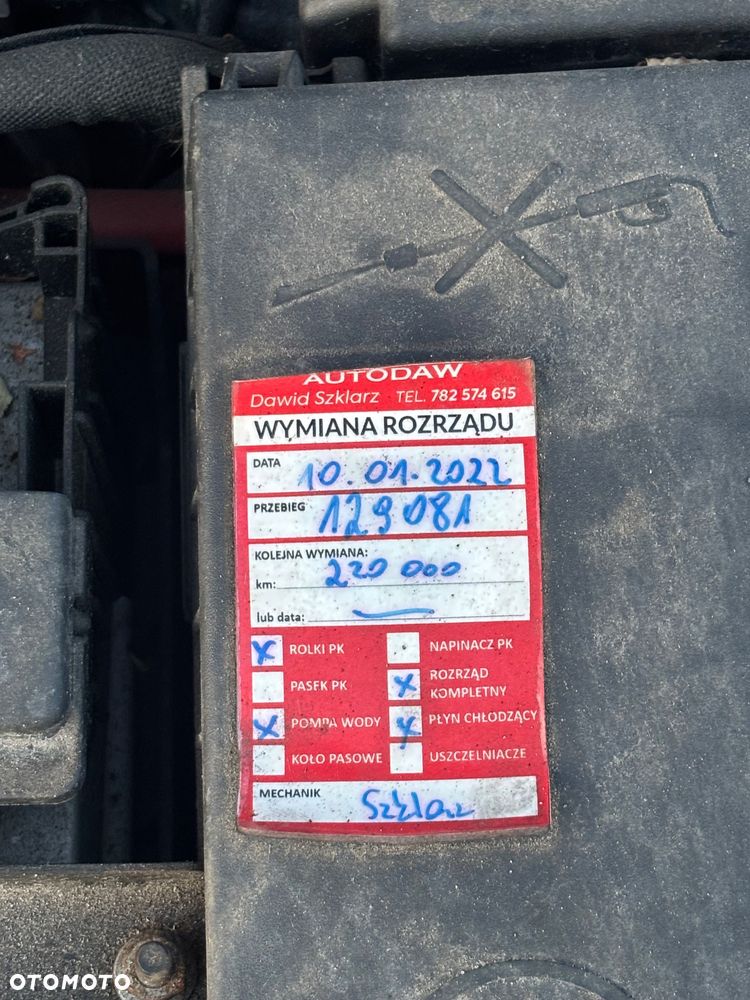 AUTODAW
Dawid Szklarz TEL. 782 574 615
WYMIANA ROZRZĄDU
DATA 10.01.2022
PRZEBIEG 129081
KOLEJNA WYMIANA:
km: 220 000
lub data: —
X ROLKI PK NAPINACZ PK
PASEK PK X ROZRZĄD KOMPLETNY
X POMPA WODY X PŁYN CHŁODZĄCY
KOŁO PASOWE USZCZELNIACZE
MECHANIK Szklarz
OTOMOTO